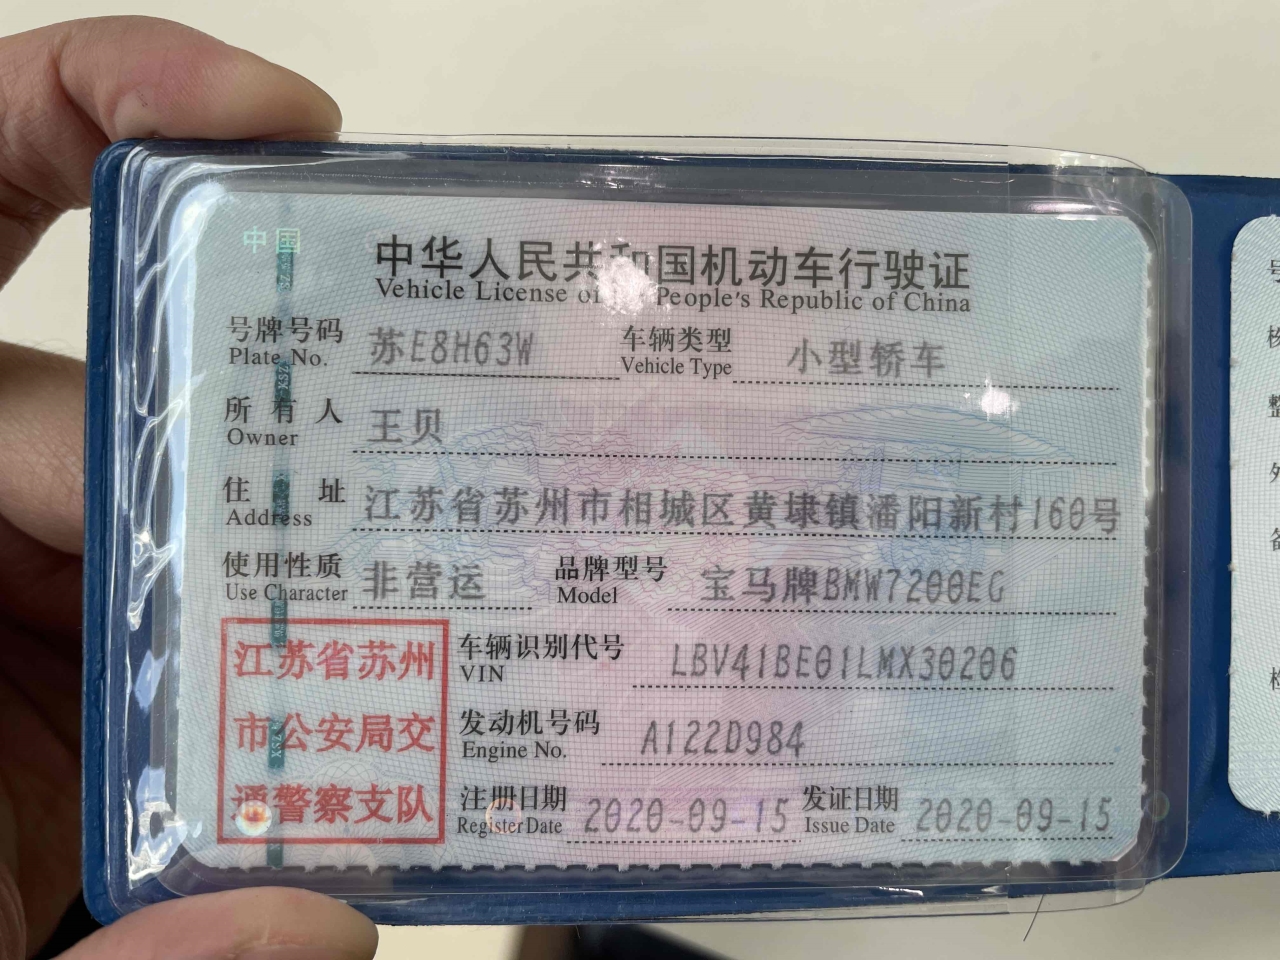 中国
中华人民共和国机动车行驶证
Vehicle License of the People's Republic of China
号牌号码 苏E8H63W 车辆类型 小型轿车
Plate No. Vehicle Type
所有人 王贝
Owner
住址 江苏省苏州市相城区黄埭镇潘阳新村160号
Address
使用性质 非营运 品牌型号 宝马牌BMW7200EG
Use Character Model
江苏省苏州
市公安局交
通警察支队
车辆识别代号 LBV41BE01LMX30206
VIN
发动机号码 A122D984
Engine No.
注册日期 2020-09-15 发证日期 2020-09-15
Register Date Issue Date